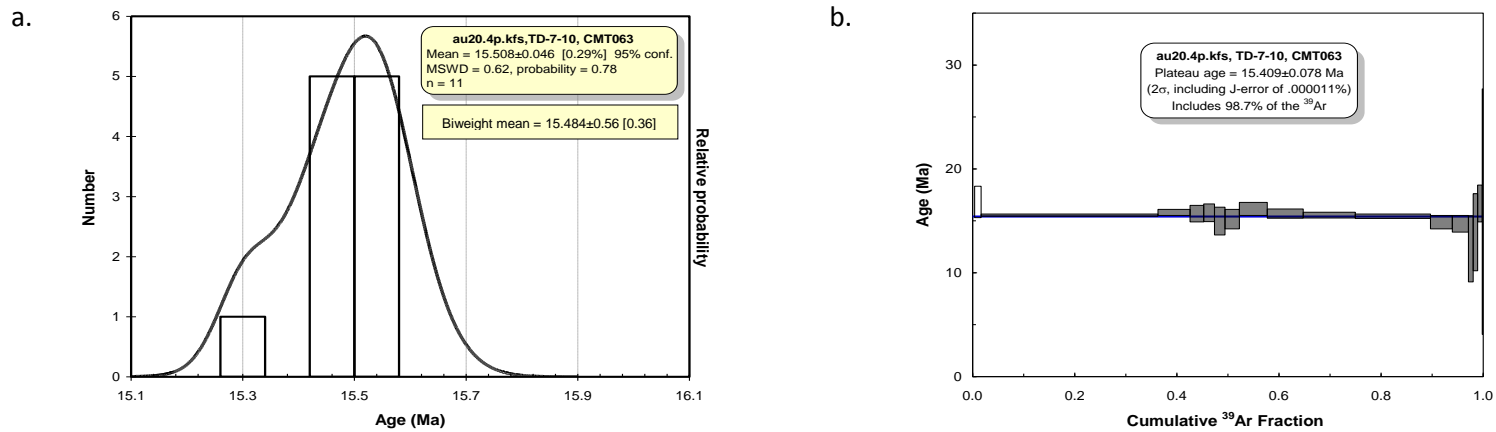 a.
6
5
4
3
2
1
0
Number
au20.4p.kfs,TD-7-10, CMT063
Mean = 15.508±0.046 [0.29%] 95% conf.
MSWD = 0.62, probability = 0.78
n = 11
Biweight mean = 15.484±0.56 [0.36]
Relative probability
15.1 15.3 15.5 15.7 15.9 16.1
Age (Ma)
b.
30
20
10
0
Age (Ma)
au20.4p.kfs, TD-7-10, CMT063
Plateau age = 15.409±0.078 Ma
(2σ, including J-error of .000011%)
Includes 98.7% of the ³⁹Ar
0.0 0.2 0.4 0.6 0.8 1.0
Cumulative ³⁹Ar Fraction